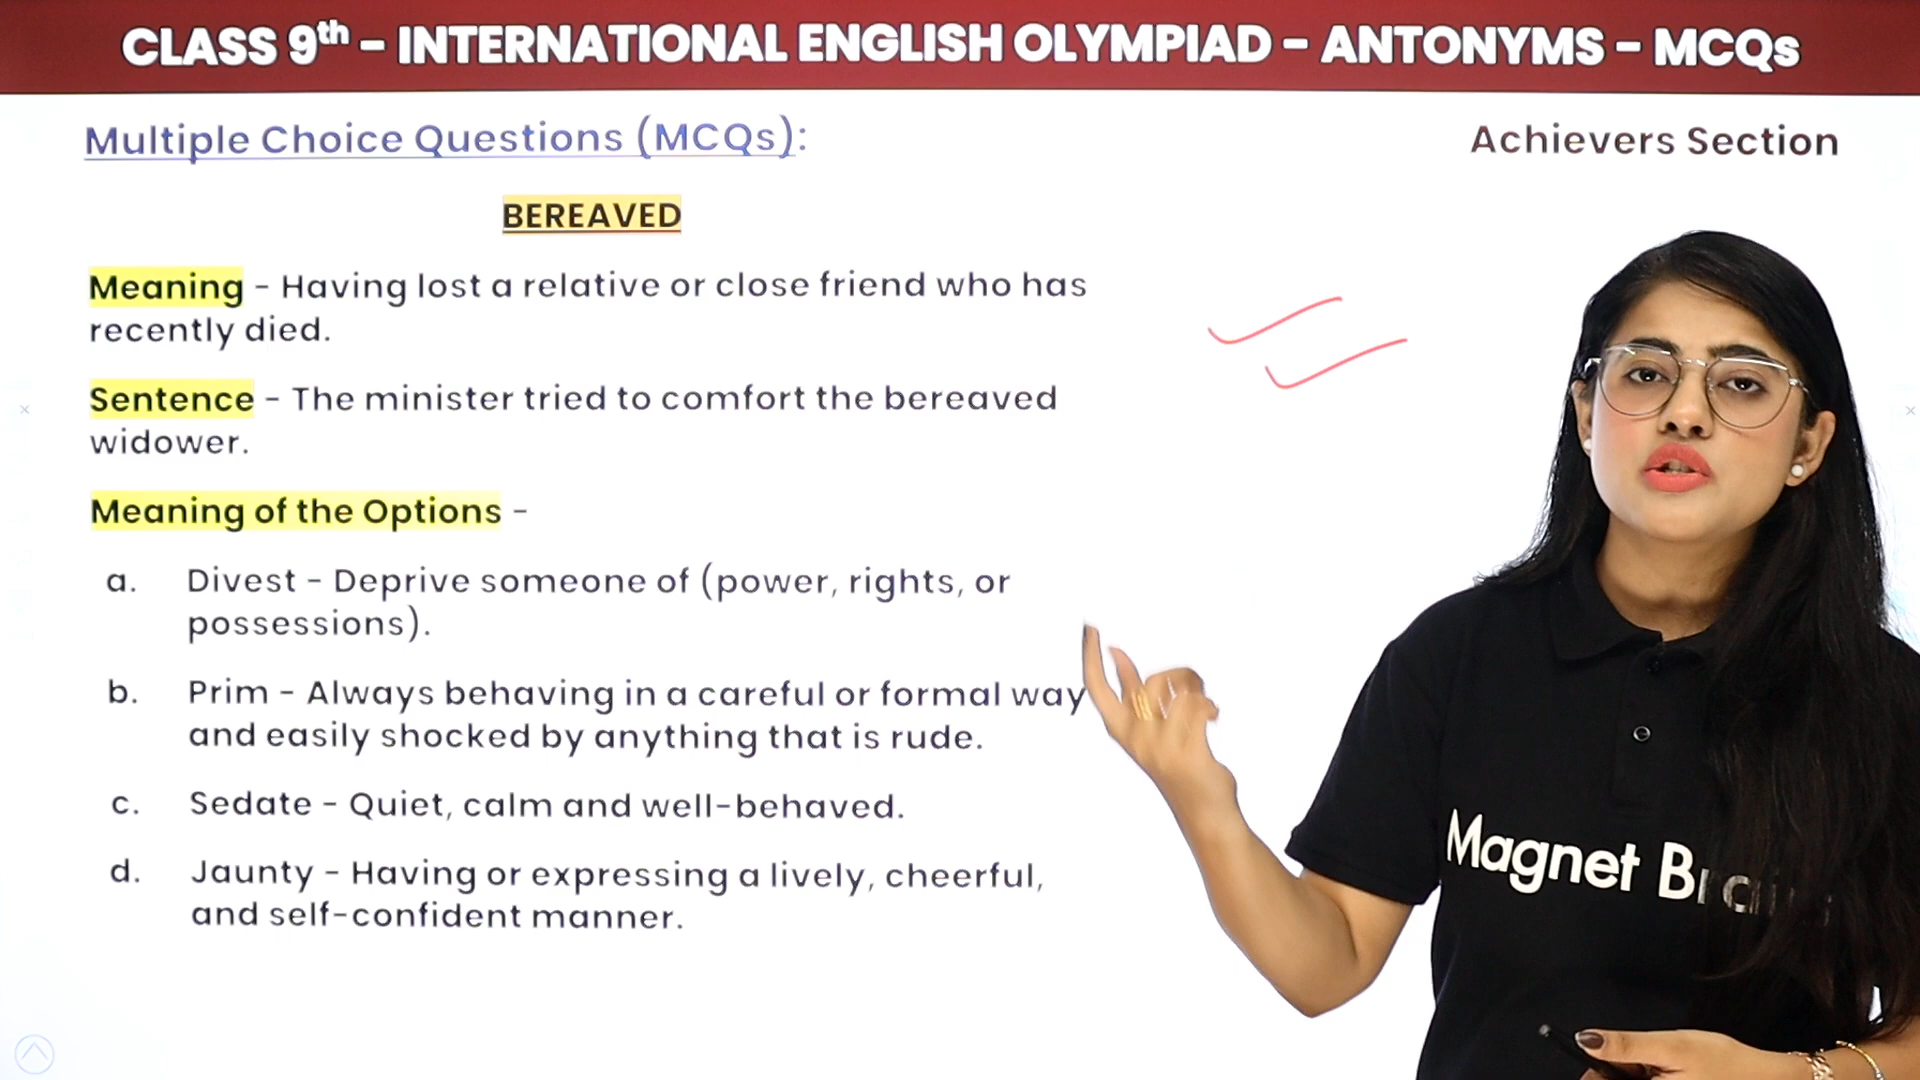 CLASS 9th - INTERNATIONAL ENGLISH OLYMPIAD - ANTONYMS - MCQs
Multiple Choice Questions (MCQs):
Achievers Section
BEREAVED
Meaning - Having lost a relative or close friend who has
recently died.
Sentence - The minister tried to comfort the bereaved
widower.
Meaning of the Options -
a. Divest - Deprive someone of (power, rights, or
possessions).
b. Prim - Always behaving in a careful or formal way
and easily shocked by anything that is rude.
c. Sedate - Quiet, calm and well-behaved.
d. Jaunty - Having or expressing a lively, cheerful,
and self-confident manner.
Magnet